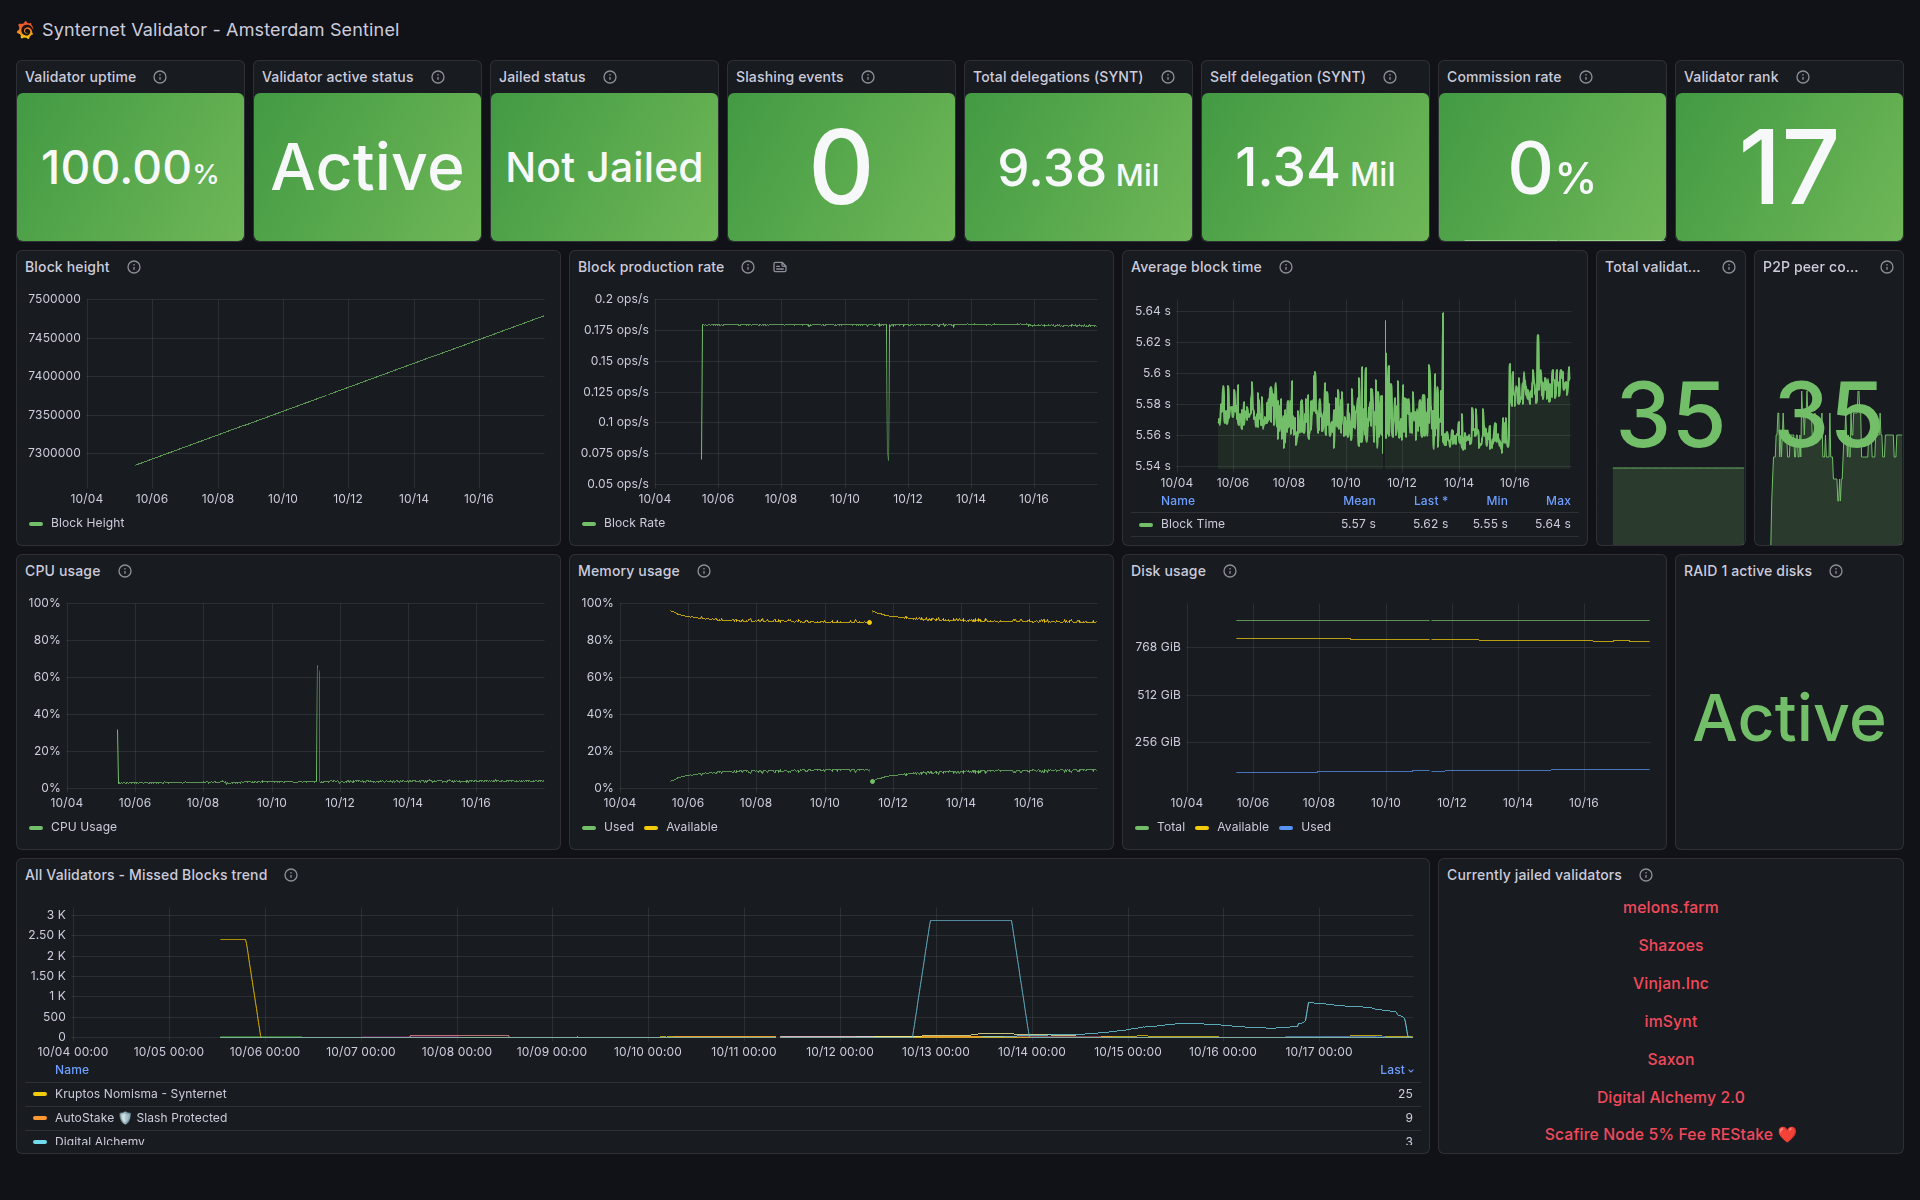 Synternet Validator - Amsterdam Sentinel
Validator uptime
Validator active status
Jailed status
Slashing events
Total delegations (SYNT)
Self delegation (SYNT)
Commission rate
Validator rank
100.00%
Active
Not Jailed
0
9.38 Mil
1.34 Mil
0%
17
Block height
7500000
7450000
7400000
7350000
7300000
10/04 10/06 10/08 10/10 10/12 10/14 10/16
Block Height
Block production rate
0.2 ops/s
0.175 ops/s
0.15 ops/s
0.125 ops/s
0.1 ops/s
0.075 ops/s
0.05 ops/s
10/04 10/06 10/08 10/10 10/12 10/14 10/16
Block Rate
Average block time
5.64 s
5.62 s
5.6 s
5.58 s
5.56 s
5.54 s
10/04 10/06 10/08 10/10 10/12 10/14 10/16
Name Mean Last * Min Max
Block Time 5.57 s 5.62 s 5.55 s 5.64 s
Total validat...
35
P2P peer co...
35
CPU usage
100%
80%
60%
40%
20%
0%
10/04 10/06 10/08 10/10 10/12 10/14 10/16
CPU Usage
Memory usage
100%
80%
60%
40%
20%
0%
10/04 10/06 10/08 10/10 10/12 10/14 10/16
Used Available
Disk usage
768 GiB
512 GiB
256 GiB
10/04 10/06 10/08 10/10 10/12 10/14 10/16
Total Available Used
RAID 1 active disks
Active
All Validators - Missed Blocks trend
3 K
2.50 K
2 K
1.50 K
1 K
500
0
10/04 00:00 10/05 00:00 10/06 00:00 10/07 00:00 10/08 00:00 10/09 00:00 10/10 00:00 10/11 00:00 10/12 00:00 10/13 00:00 10/14 00:00 10/15 00:00 10/16 00:00 10/17 00:00
Name Last
Kruptos Nomisma - Synternet 25
AutoStake 🛡️ Slash Protected 9
Digital Alchemy 3
Currently jailed validators
melons.farm
Shazoes
Vinjan.Inc
imSynt
Saxon
Digital Alchemy 2.0
Scafire Node 5% Fee REStake ❤️